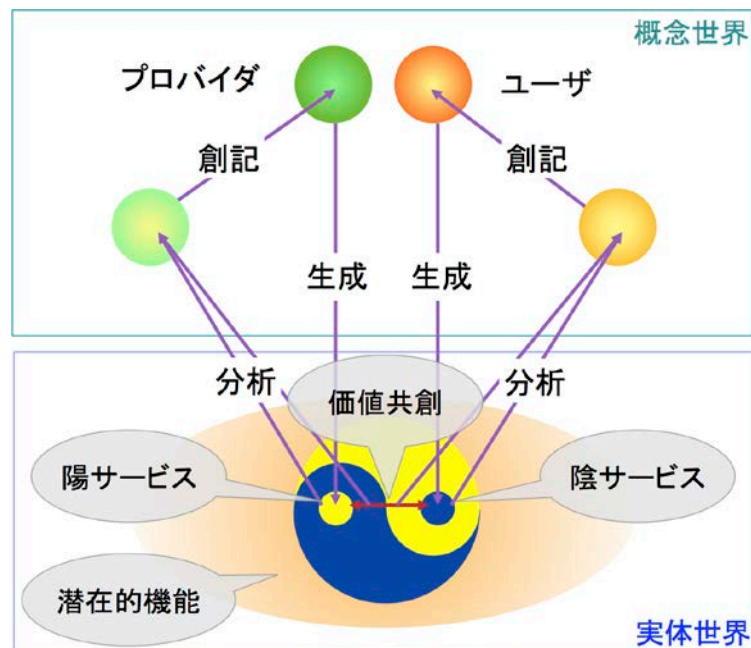 概念世界
プロバイダ
ユーザ
創記
創記
生成
生成
分析
分析
価値共創
陽サービス
陰サービス
潜在的機能
実体世界